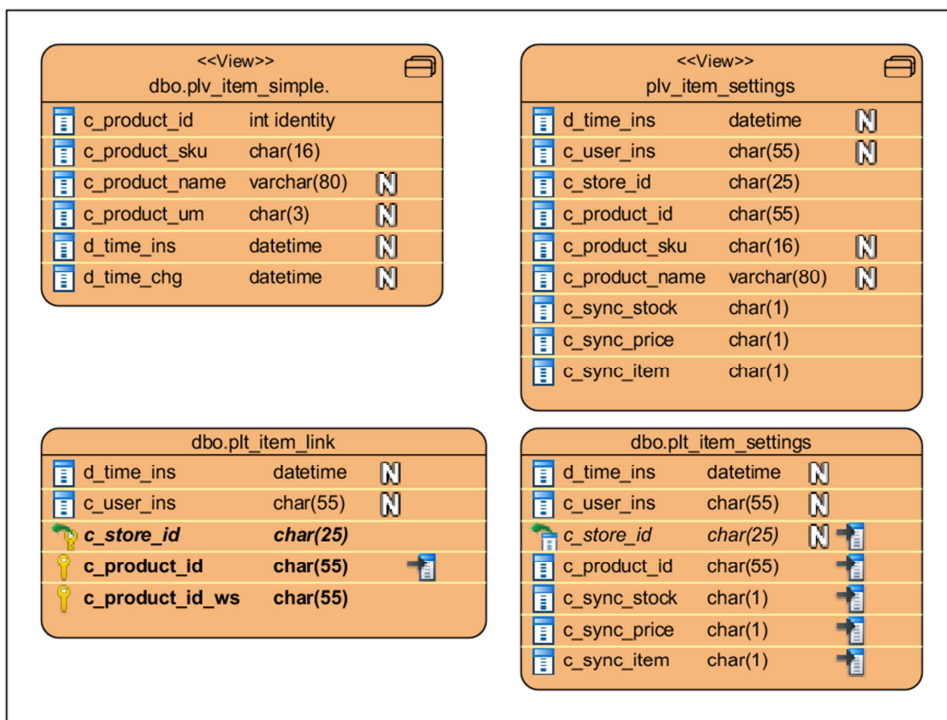 <<View>>
dbo.plv_item_simple.
c_product_id int identity
c_product_sku char(16)
c_product_name varchar(80) N
c_product_um char(3) N
d_time_ins datetime N
d_time_chg datetime N
<<View>>
plv_item_settings
d_time_ins datetime N
c_user_ins char(55) N
c_store_id char(25)
c_product_id char(55)
c_product_sku char(16) N
c_product_name varchar(80) N
c_sync_stock char(1)
c_sync_price char(1)
c_sync_item char(1)
dbo.plt_item_link
d_time_ins datetime N
c_user_ins char(55) N
c_store_id char(25)
c_product_id char(55)
c_product_id_ws char(55)
dbo.plt_item_settings
d_time_ins datetime N
c_user_ins char(55) N
c_store_id char(25) N
c_product_id char(55)
c_sync_stock char(1)
c_sync_price char(1)
c_sync_item char(1)